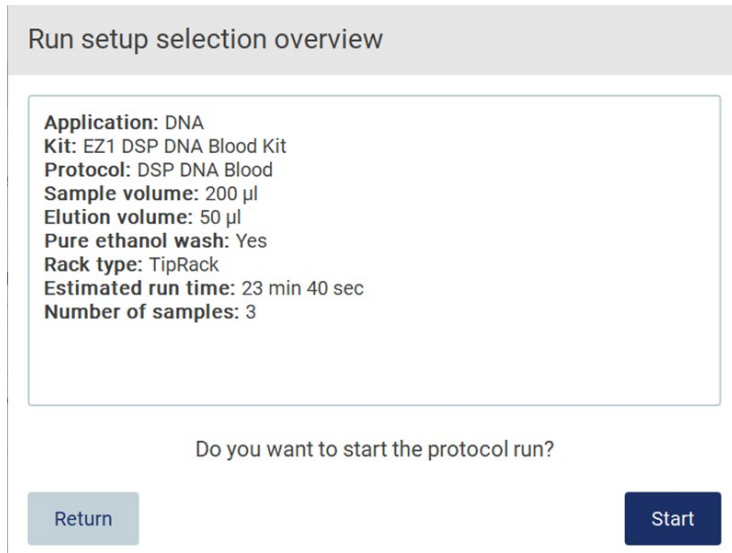 Run setup selection overview
Application: DNA
Kit: EZ1 DSP DNA Blood Kit
Protocol: DSP DNA Blood
Sample volume: 200 µl
Elution volume: 50 µl
Pure ethanol wash: Yes
Rack type: TipRack
Estimated run time: 23 min 40 sec
Number of samples: 3
Do you want to start the protocol run?
Return
Start